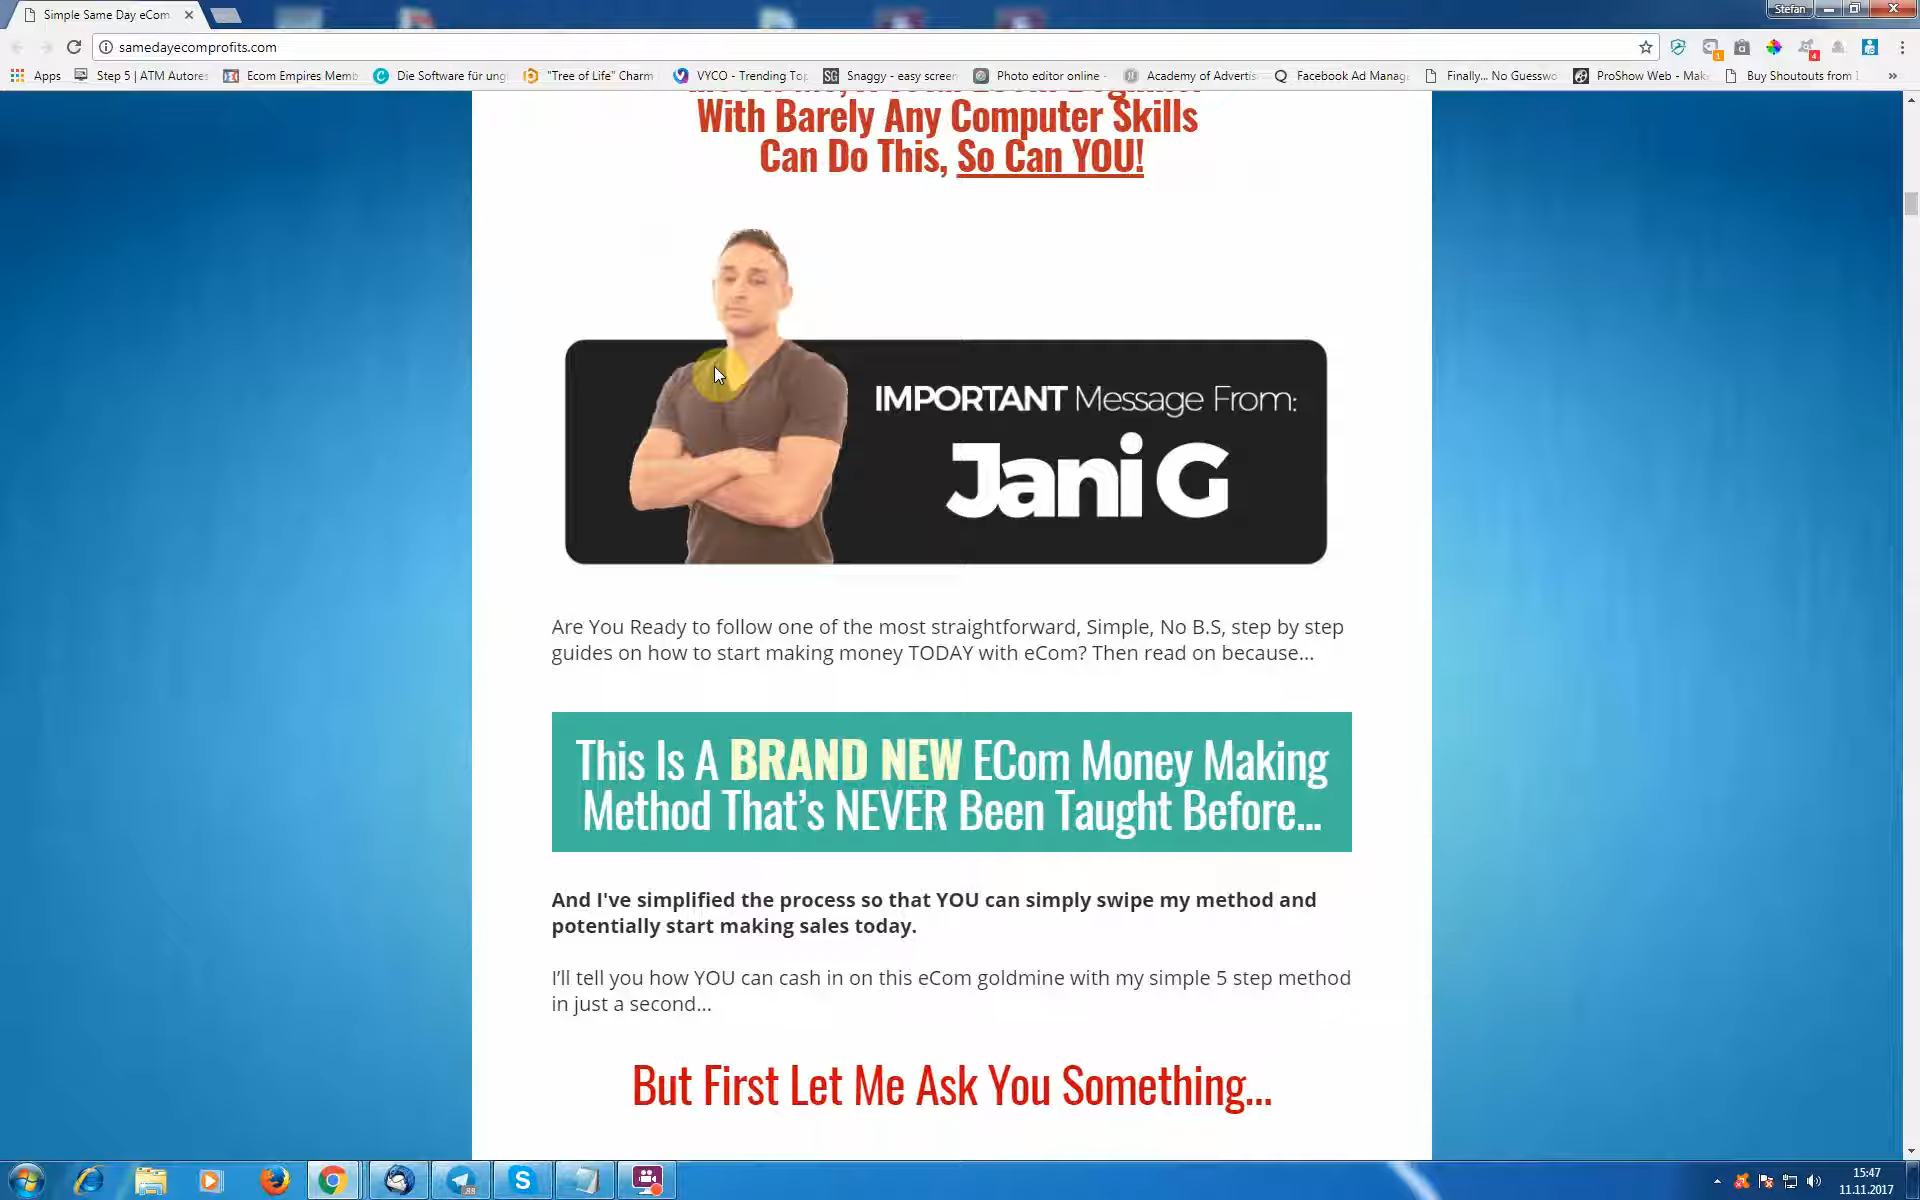 Simple Same Day eCom
Stefan
samedayecomprofits.com
Apps
Step 5 | ATM Autores
Ecom Empires Memb
Die Software für ung
"Tree of Life" Charm
VYCO - Trending Top
Snaggy - easy screen
Photo editor online -
Academy of Advertis
Facebook Ad Manag
Finally... No Guesswo
ProShow Web - Mak
Buy Shoutouts from
With Barely Any Computer Skills
Can Do This, So Can YOU!
IMPORTANT Message From:
Jani G
Are You Ready to follow one of the most straightforward, Simple, No B.S, step by step
guides on how to start making money TODAY with eCom? Then read on because...
This Is A BRAND NEW ECom Money Making
Method That's NEVER Been Taught Before...
And I've simplified the process so that YOU can simply swipe my method and
potentially start making sales today.
I'll tell you how YOU can cash in on this eCom goldmine with my simple 5 step method
in just a second...
But First Let Me Ask You Something...
15:47
11.11.2017